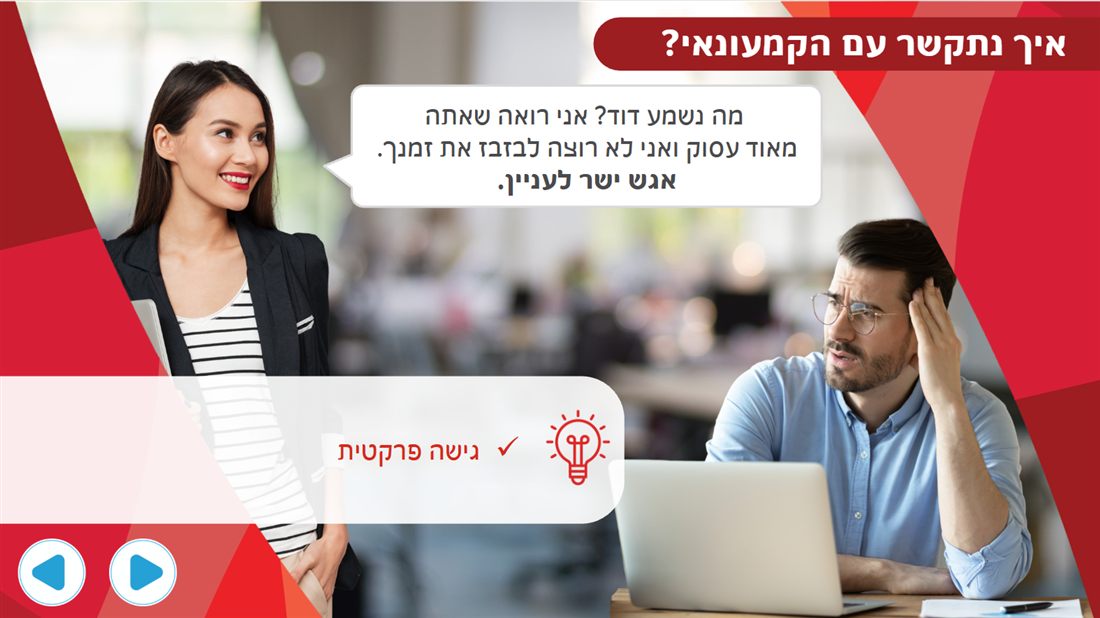 איך נתקשר עם הקמעונאי?
מה נשמע דוד? אני רואה שאתה
מאוד עסוק ואני לא רוצה לבזבז את זמנך.
אגש ישר לעניין.
✓ גישה פרקטית